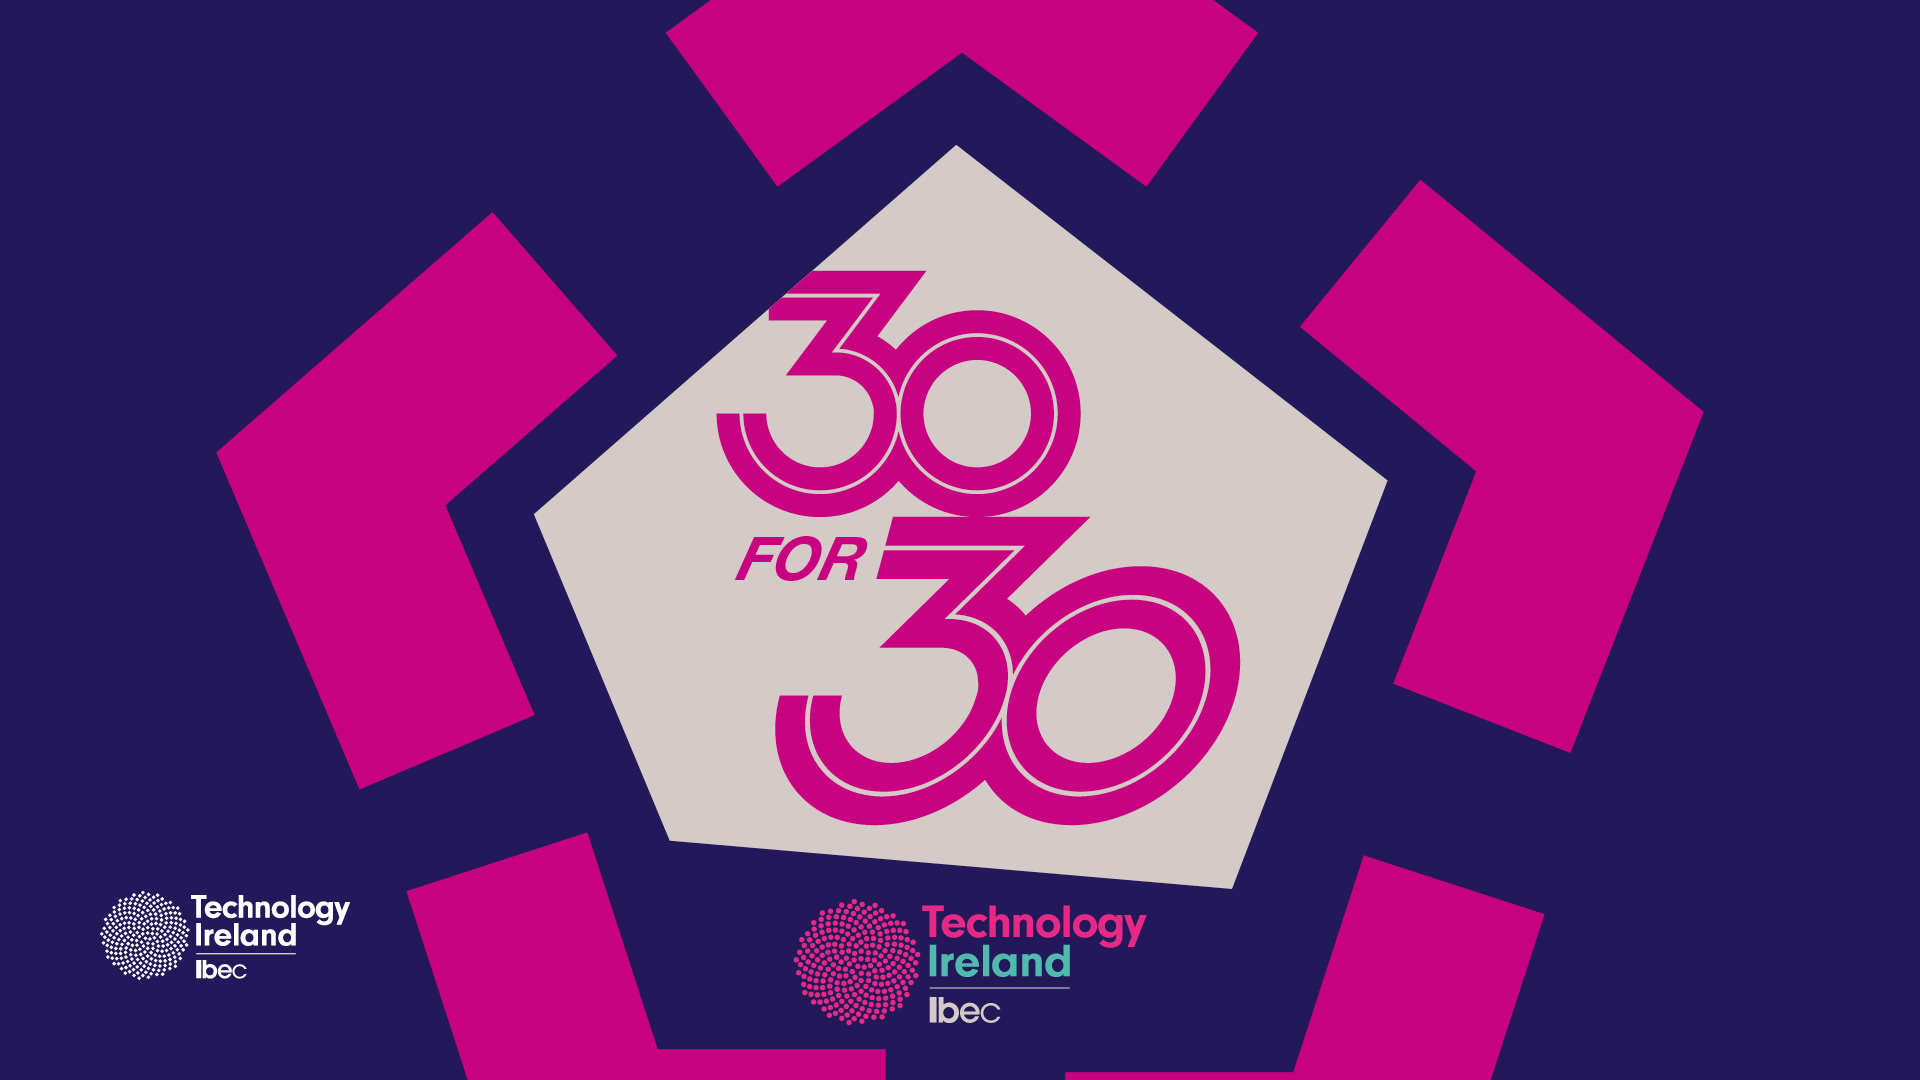 30
FOR 30
Technology
Ireland
Ibec
Technology
Ireland
Ibec